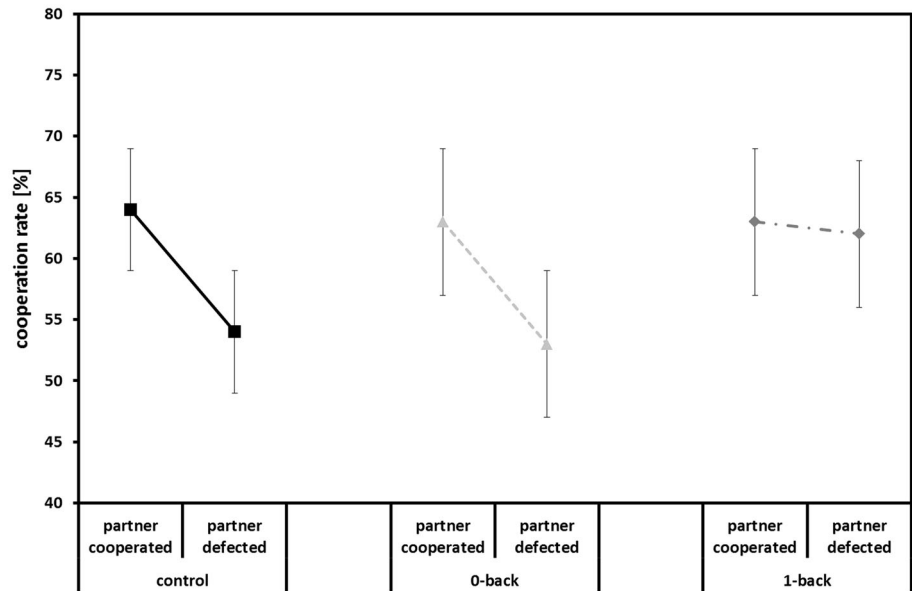 80
75
70
65
60
55
50
45
40
cooperation rate [%]
partner cooperated
partner defected
partner cooperated
partner defected
partner cooperated
partner defected
control
0-back
1-back